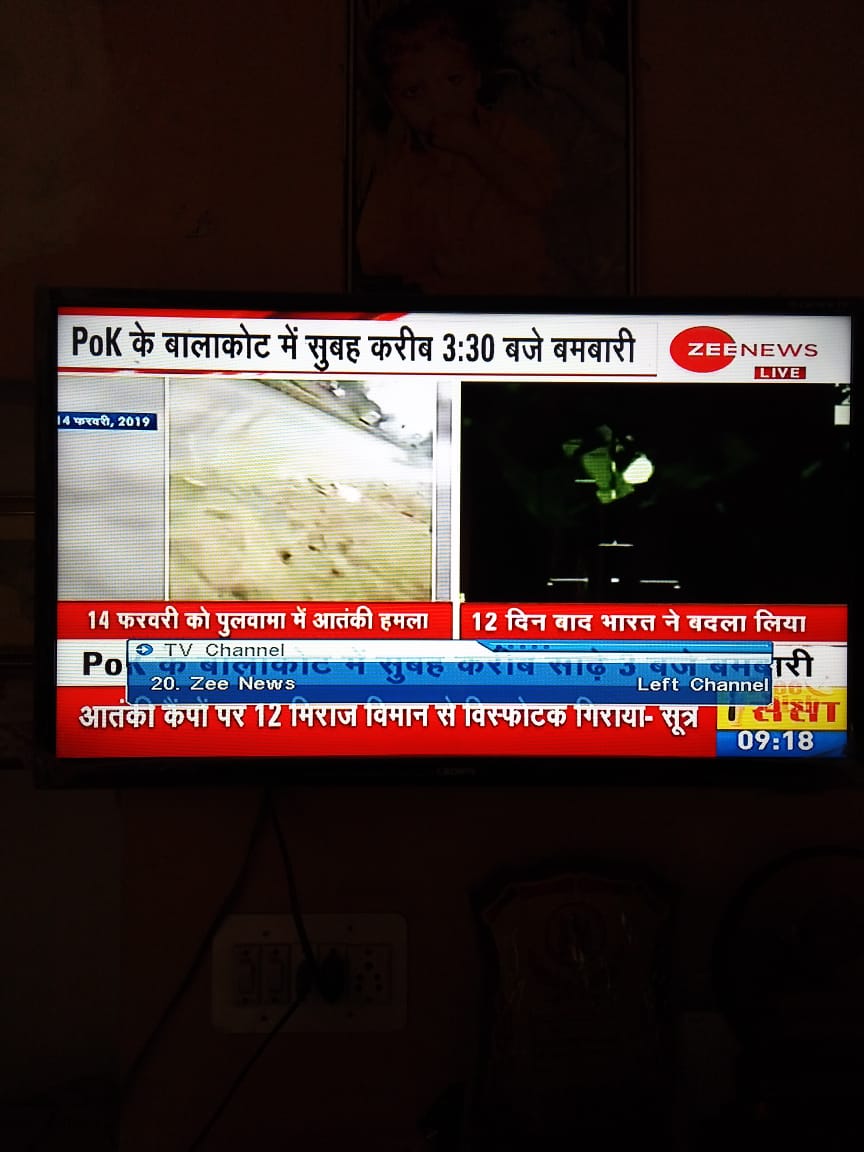 PoK के बालाकोट में सुबह करीब 3:30 बजे बमबारी
ZEE NEWS
LIVE
14 फरवरी, 2019
14 फरवरी को पुलवामा में आतंकी हमला
12 दिन बाद भारत ने बदला लिया
PoK के बालाकोट में सुबह करीब साढ़े 3 बजे बमबारी
TV Channel
20. Zee News
Left Channel
आतंकी कैंपों पर 12 मिराज विमान से विस्फोटक गिराया- सूत्र
09:18